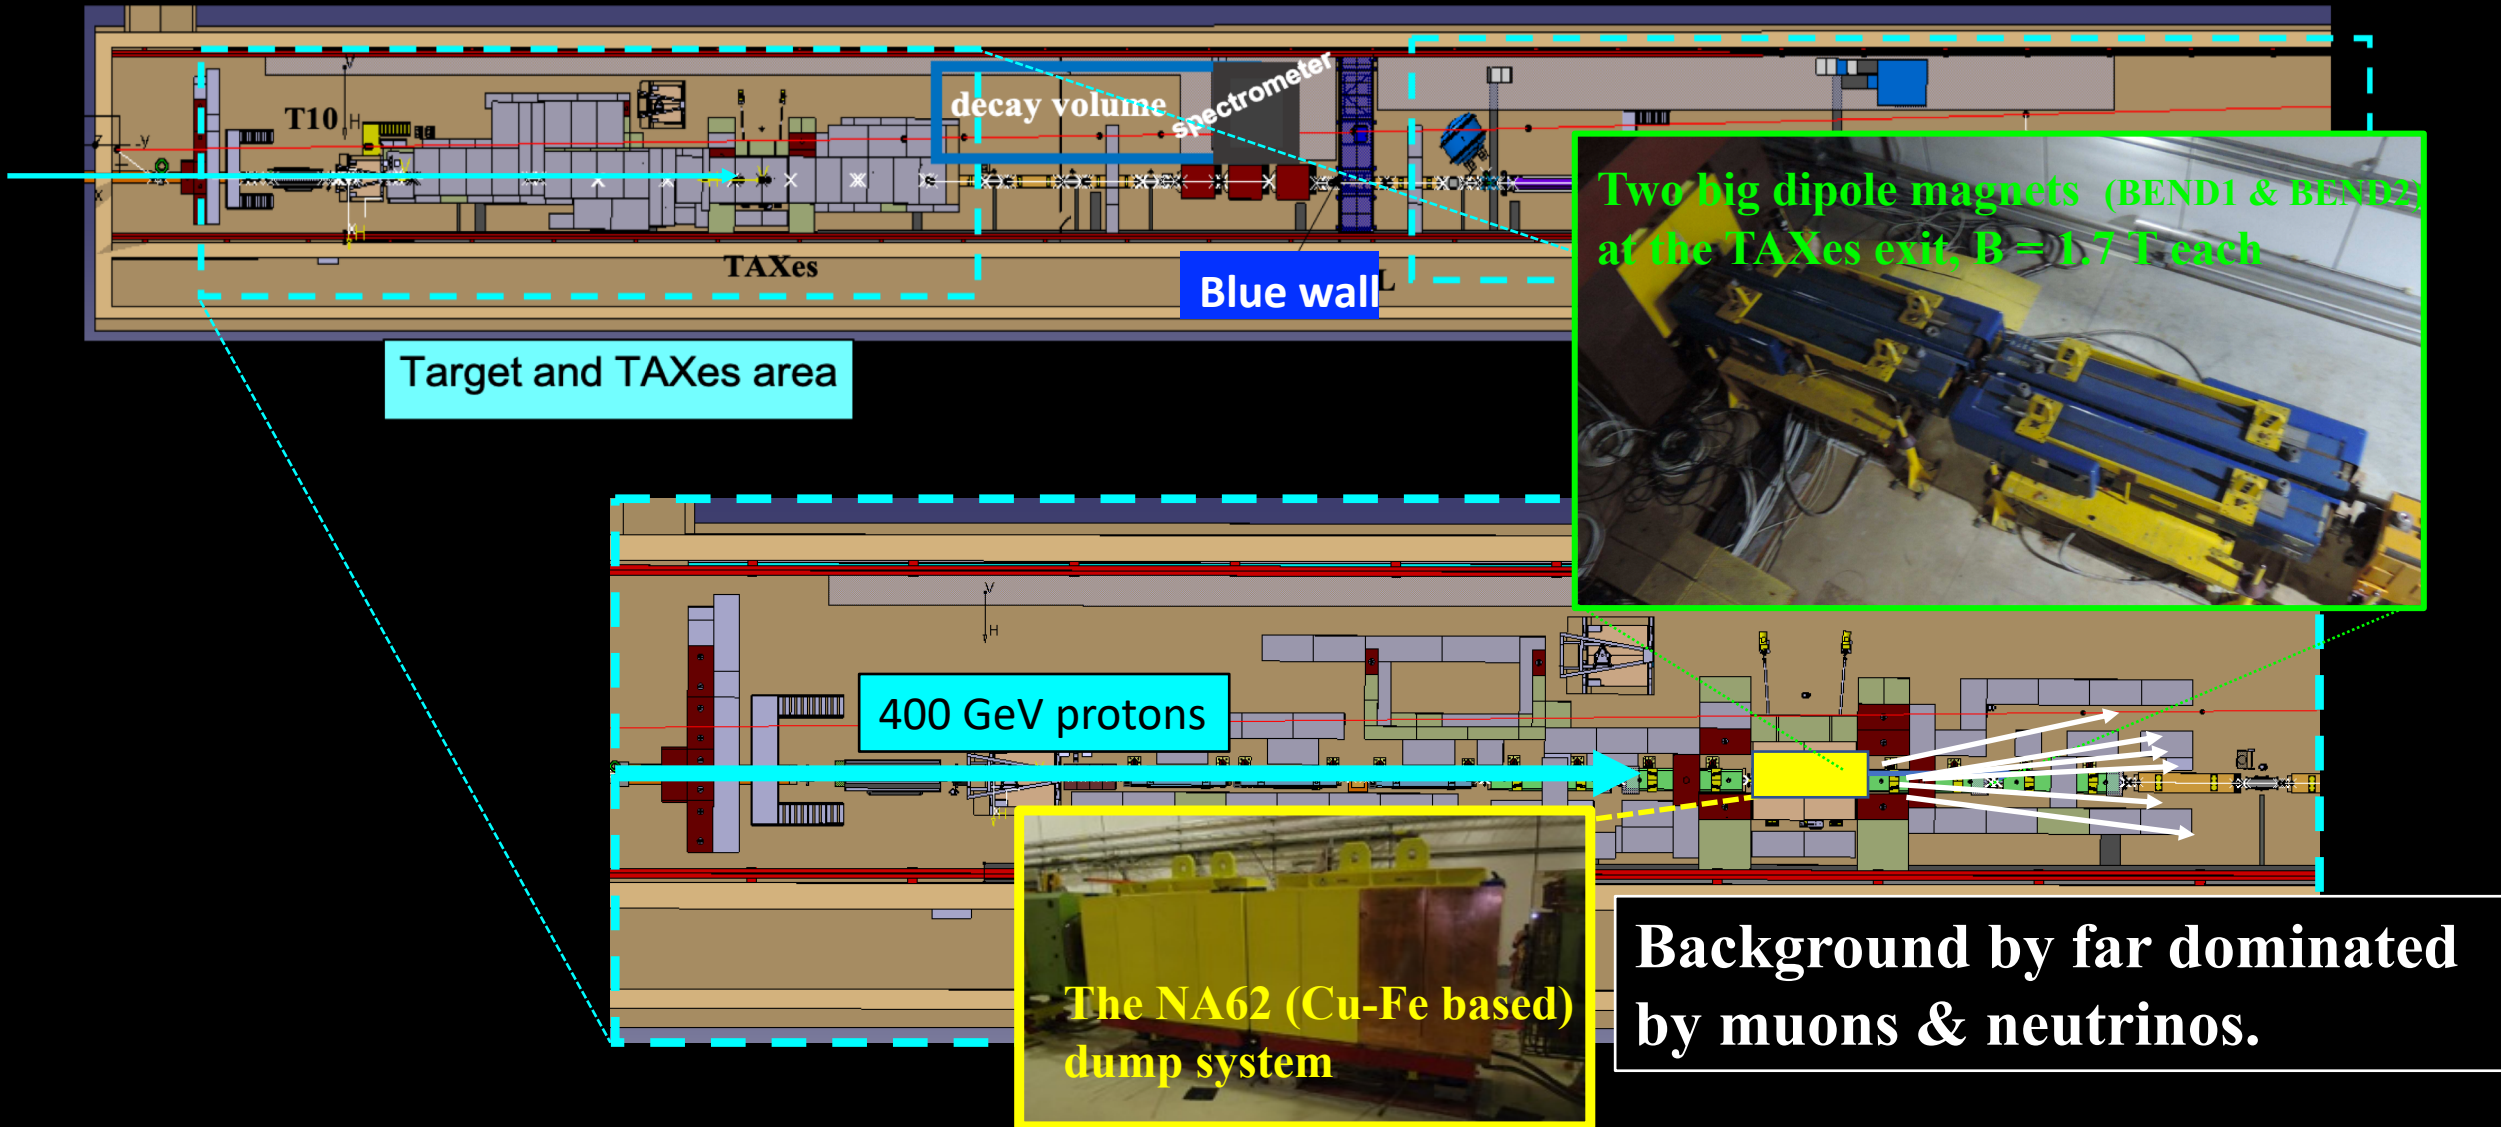 T10
decay volume
spectrometer
Two big dipole magnets (BEND1 & BEND2)
at the TAXes exit, B = 1.7 T each
TAXes
Blue wall
L
Target and TAXes area
V
H
400 GeV protons
The NA62 (Cu-Fe based)
dump system
Background by far dominated
by muons & neutrinos.